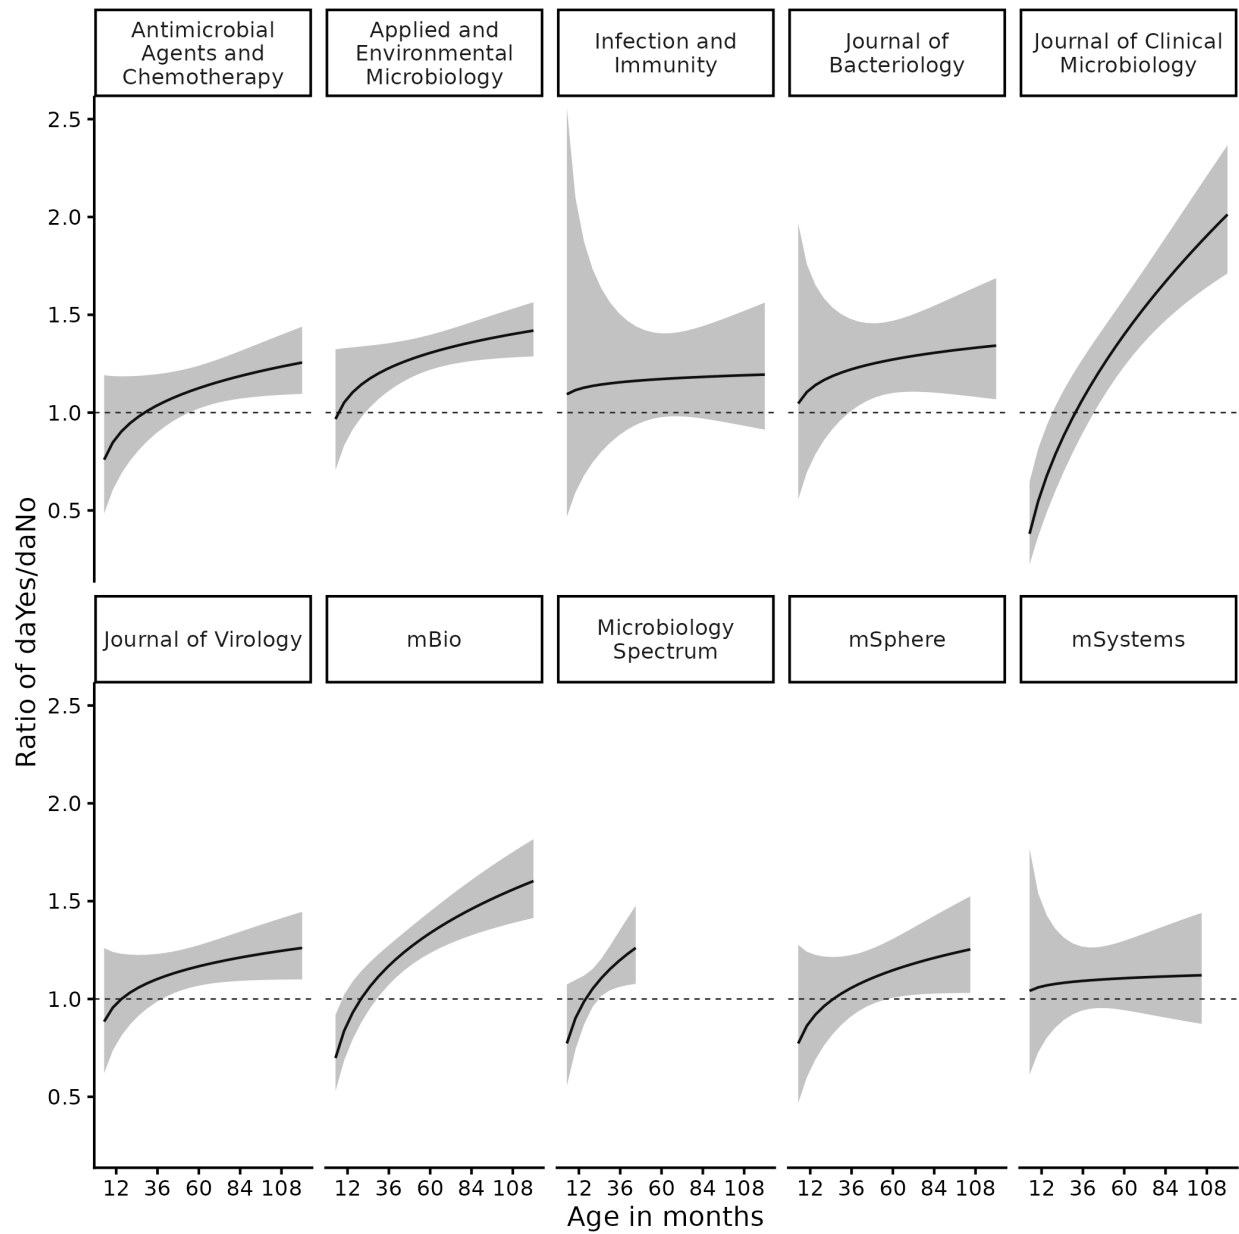 Antimicrobial
Agents and
Chemotherapy
Applied and
Environmental
Microbiology
Infection and
Immunity
Journal of
Bacteriology
Journal of Clinical
Microbiology
2.5
2.0
1.5
1.0
0.5
Ratio of daYes/daNo
Journal of Virology
mBio
Microbiology
Spectrum
mSphere
mSystems
2.5
2.0
1.5
1.0
0.5
12 36 60 84 108
12 36 60 84 108
12 36 60 84 108
12 36 60 84 108
12 36 60 84 108
Age in months